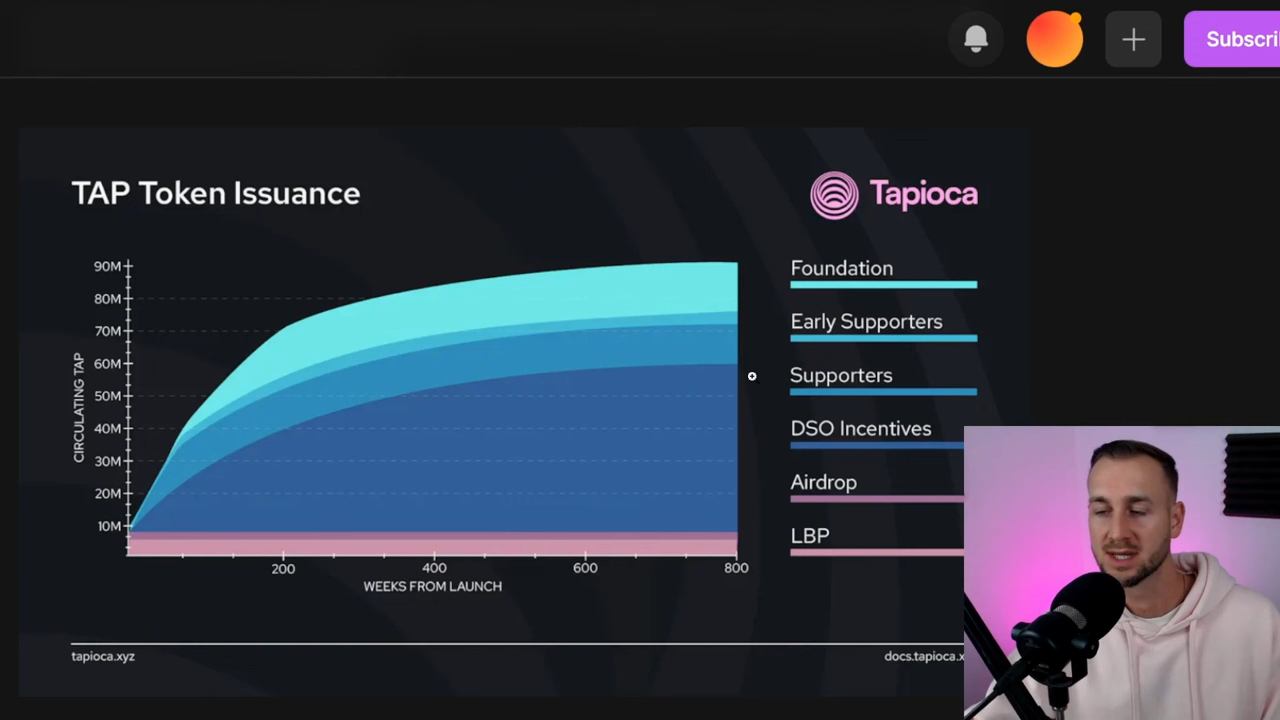 Subscri
TAP Token Issuance
Tapioca
90M
80M
70M
60M
50M
40M
30M
20M
10M
CIRCULATING TAP
200
400
600
800
WEEKS FROM LAUNCH
Foundation
Early Supporters
Supporters
DSO Incentives
Airdrop
LBP
tapioca.xyz
docs.tapioca.x